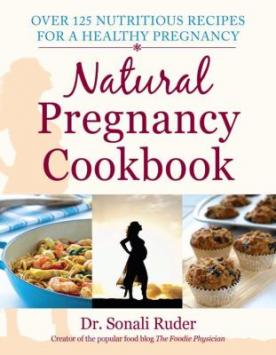 OVER 125 NUTRITIOUS RECIPES
FOR A HEALTHY PREGNANCY
Natural
Pregnancy
Cookbook
Dr. Sonali Ruder
Creator of the popular food blog The Foodie Physician